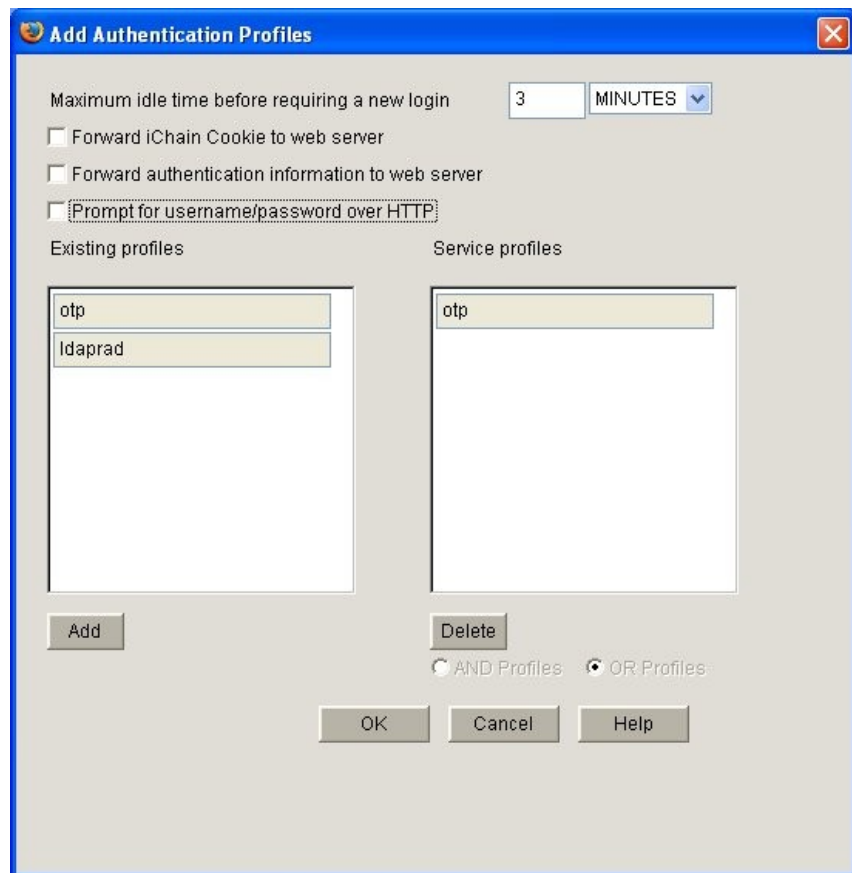 Add Authentication Profiles
Maximum idle time before requiring a new login 3 MINUTES
Forward iChain Cookie to web server
Forward authentication information to web server
Prompt for username/password over HTTP
Existing profiles Service profiles
otp otp
ldaprad
Add Delete
AND Profiles OR Profiles
OK Cancel Help